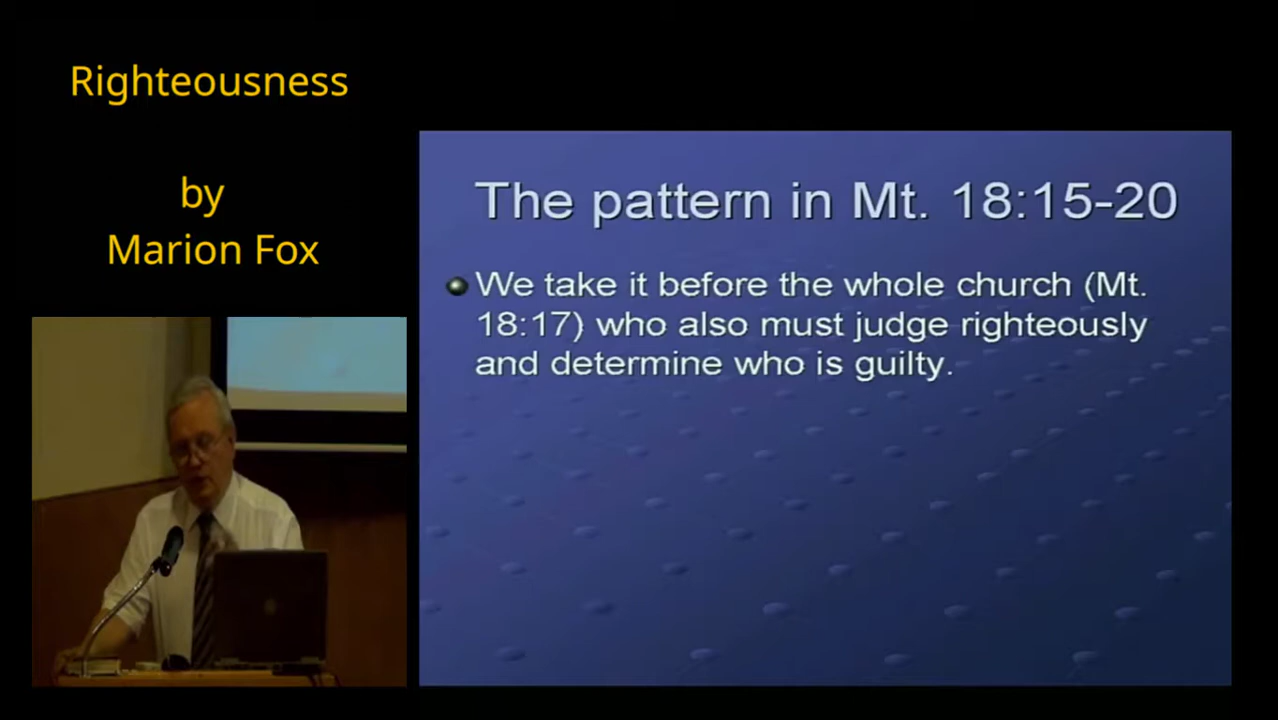 Righteousness
by
Marion Fox
The pattern in Mt. 18:15-20
We take it before the whole church (Mt.
18:17) who also must judge righteously
and determine who is guilty.